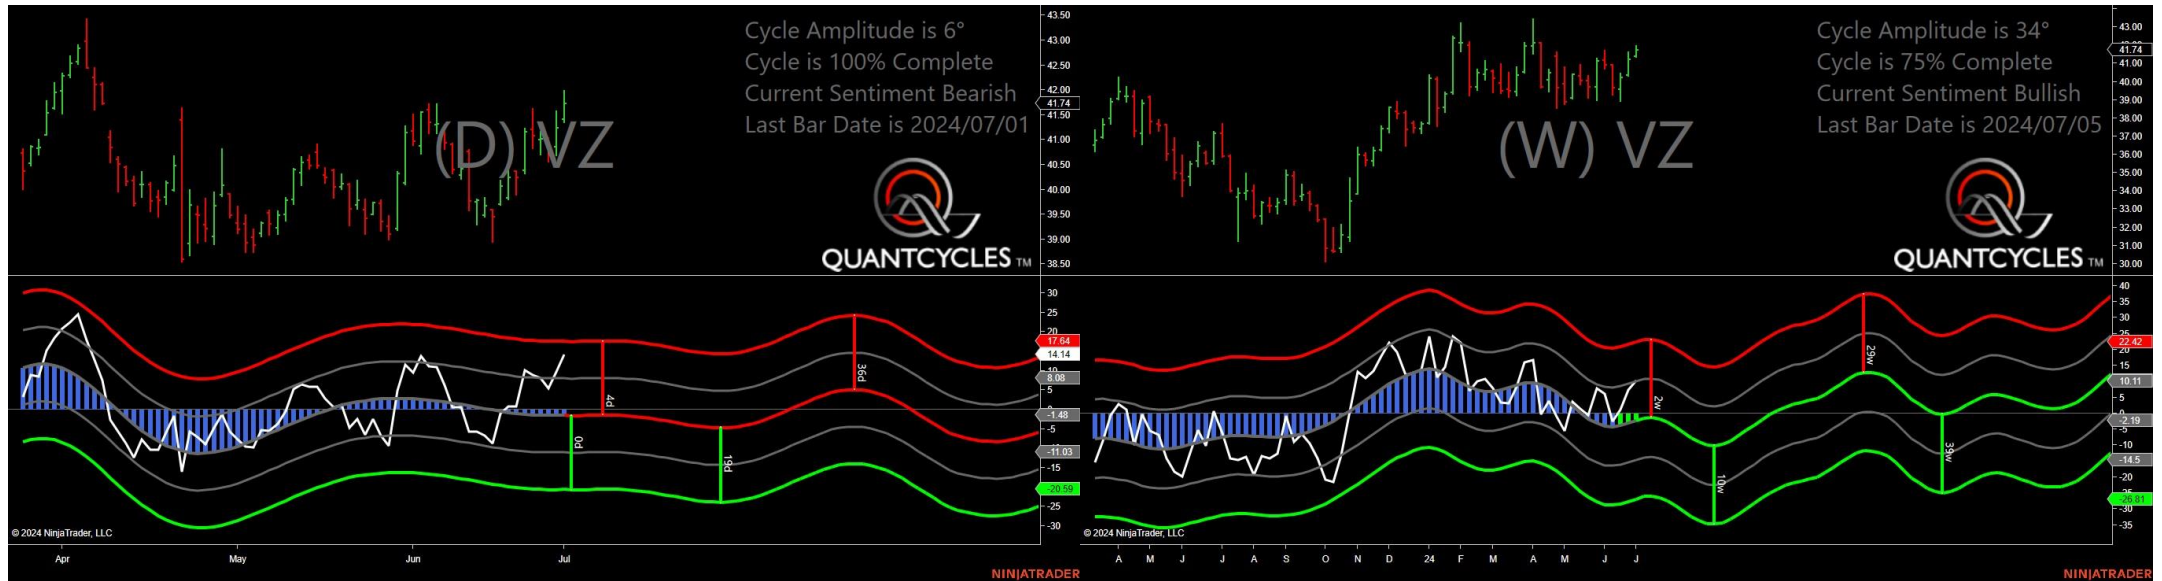 Cycle Amplitude is 6°
Cycle is 100% Complete
Current Sentiment Bearish
Last Bar Date is 2024/07/01
(D) VZ
QUANTCYCLES TM
43.50
43.00
42.50
42.00
41.74
41.00
40.50
40.00
39.50
39.00
38.50
30
25
20
17.64
14.14
8.08
5
-1.48
-5
-11.03
-15
-20.59
-25
-30
4d
0d
19d
36d
© 2024 NinjaTrader, LLC
Apr May Jun Jul
NINJATRADER
Cycle Amplitude is 34°
Cycle is 75% Complete
Current Sentiment Bullish
Last Bar Date is 2024/07/05
(W) VZ
QUANTCYCLES TM
43.00
41.74
41.00
40.00
39.00
38.00
37.00
36.00
35.00
34.00
33.00
32.00
31.00
30.00
40
35
30
25
22.42
20
15
10.11
5
0
-2.19
-5
-10
-14.5
-20
-26.81
-30
-35
2w
10w
29w
39w
© 2024 NinjaTrader, LLC
A M J J A S O N D 24 F M A M J J
NINJATRADER